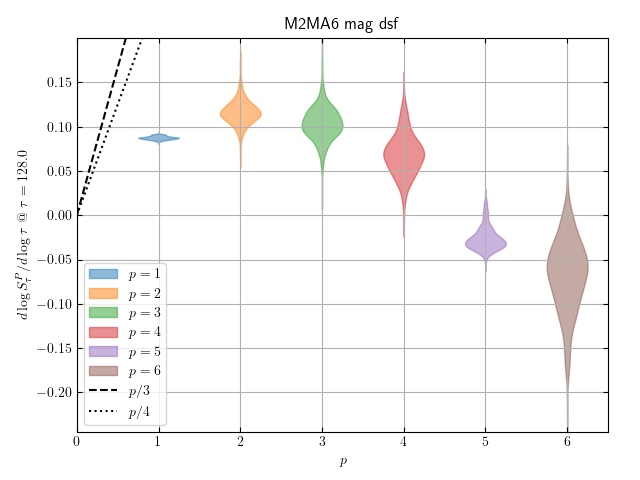 M2MA6 mag dsf
d log S_τ^P / d log τ @ τ = 128.0
0.15
0.10
0.05
0.00
−0.05
−0.10
−0.15
−0.20
p = 1
p = 2
p = 3
p = 4
p = 5
p = 6
p/3
p/4
0 1 2 3 4 5 6
p